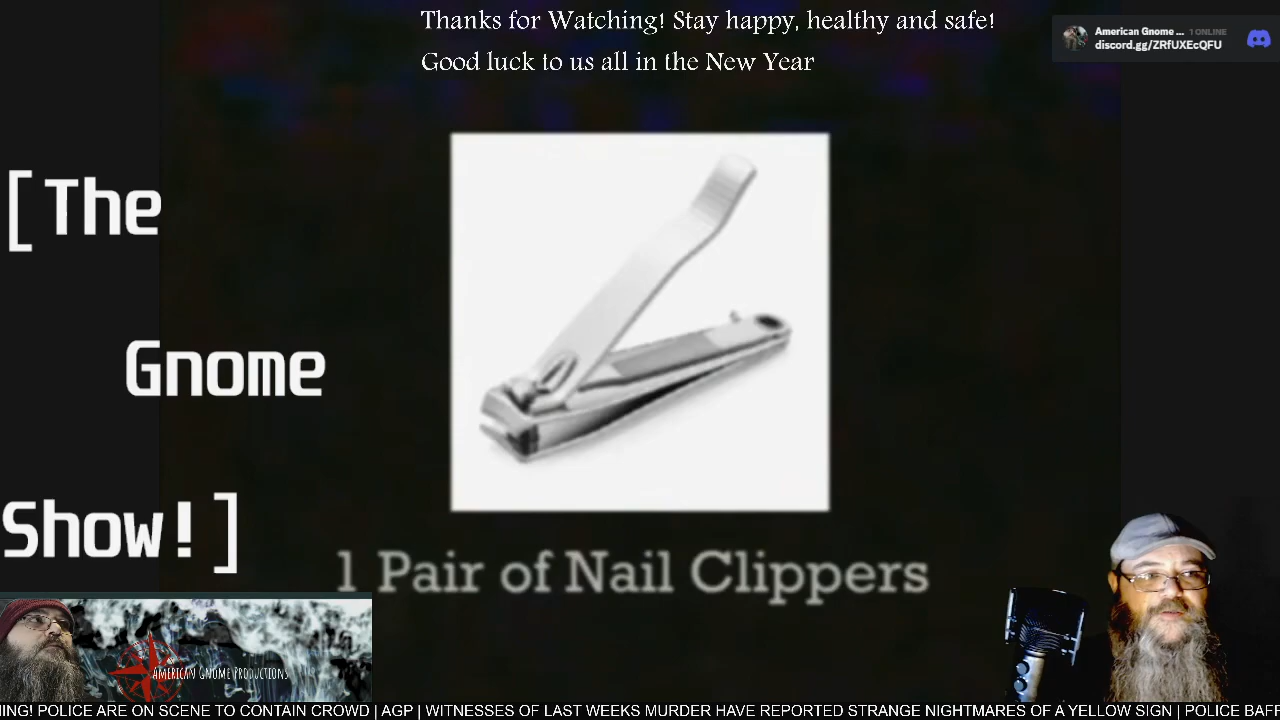 Thanks for Watching! Stay happy, healthy and safe!
Good luck to us all in the New Year
American Gnome ... 1 ONLINE
discord.gg/ZRfUXEcQFU
[The
Gnome
Show!]
1 Pair of Nail Clippers
AMERICAN GNOME PRODUCTIONS
NING! POLICE ARE ON SCENE TO CONTAIN CROWD | AGP | WITNESSES OF LAST WEEKS MURDER HAVE REPORTED STRANGE NIGHTMARES OF A YELLOW SIGN | POLICE BAFF